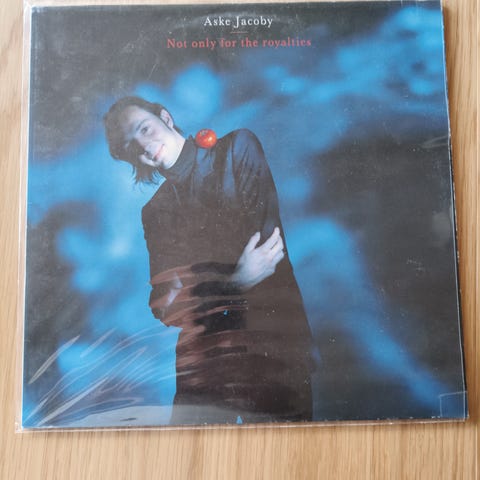 Aske Jacoby
Not only for the royalties